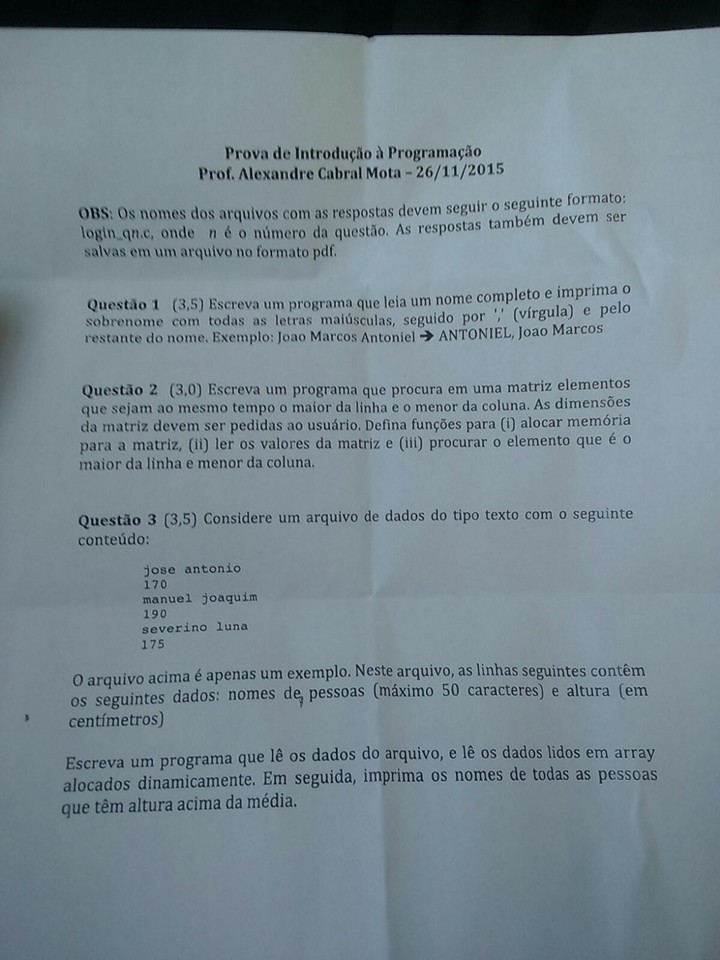 Prova de Introdução à Programação
Prof. Alexandre Cabral Mota – 26/11/2015
OBS: Os nomes dos arquivos com as respostas devem seguir o seguinte formato:
login_qn.c, onde n é o número da questão. As respostas também devem ser
salvas em um arquivo no formato pdf.
Questão 1 (3,5) Escreva um programa que leia um nome completo e imprima o
sobrenome com todas as letras maiúsculas, seguido por ',' (vírgula) e pelo
restante do nome. Exemplo: Joao Marcos Antoniel ➔ ANTONIEL, Joao Marcos
Questão 2 (3,0) Escreva um programa que procura em uma matriz elementos
que sejam ao mesmo tempo o maior da linha e o menor da coluna. As dimensões
da matriz devem ser pedidas ao usuário. Defina funções para (i) alocar memória
para a matriz, (ii) ler os valores da matriz e (iii) procurar o elemento que é o
maior da linha e menor da coluna.
Questão 3 (3,5) Considere um arquivo de dados do tipo texto com o seguinte
conteúdo:
jose antonio
170
manuel joaquim
190
severino luna
175
O arquivo acima é apenas um exemplo. Neste arquivo, as linhas seguintes contêm
os seguintes dados: nomes de pessoas (máximo 50 caracteres) e altura (em
centímetros)
Escreva um programa que lê os dados do arquivo, e lê os dados lidos em array
alocados dinamicamente. Em seguida, imprima os nomes de todas as pessoas
que têm altura acima da média.